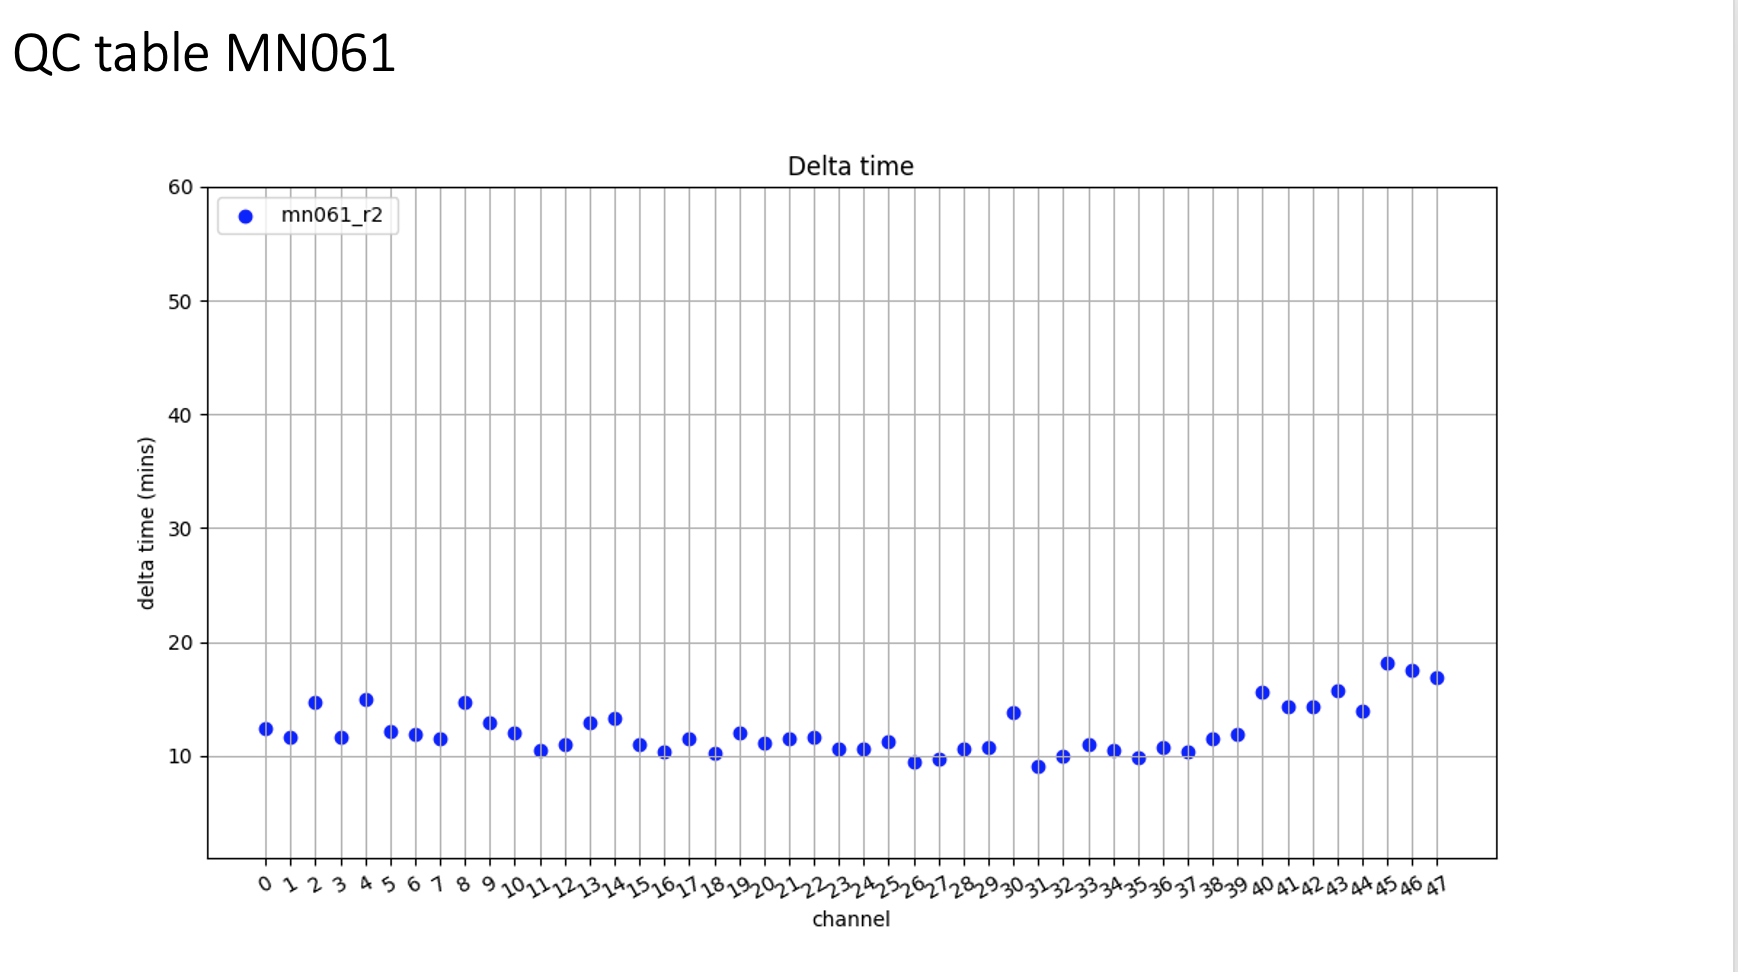 QC table MN061
Delta time
mn061_r2
60
50
40
30
20
10
delta time (mins)
0 1 2 3 4 5 6 7 8 9 10 11 12 13 14 15 16 17 18 19 20 21 22 23 24 25 26 27 28 29 30 31 32 33 34 35 36 37 38 39 40 41 42 43 44 45 46 47
channel